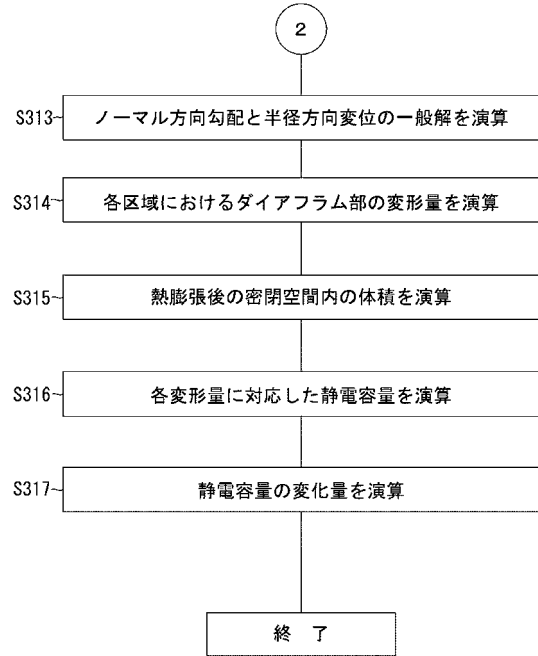 2
S313 ノーマル方向勾配と半径方向変位の一般解を演算
S314 各区域におけるダイアフラム部の変形量を演算
S315 熱膨張後の密閉空間内の体積を演算
S316 各変形量に対応した静電容量を演算
S317 静電容量の変化量を演算
終 了